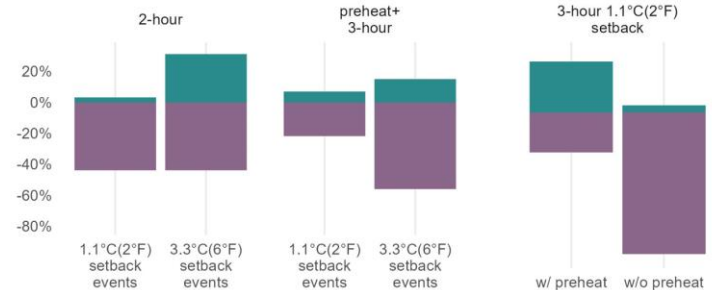 2-hour
preheat+
3-hour
3-hour 1.1°C(2°F)
setback
20%
0%
-20%
-40%
-60%
-80%
1.1°C(2°F)
setback
events
3.3°C(6°F)
setback
events
1.1°C(2°F)
setback
events
3.3°C(6°F)
setback
events
w/ preheat
w/o preheat